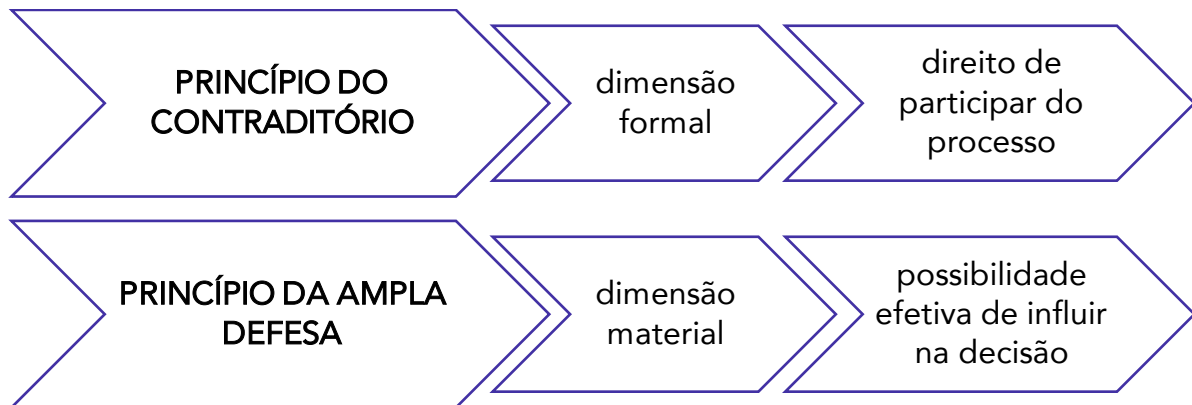 PRINCÍPIO DO
CONTRADITÓRIO
dimensão
formal
direito de
participar do
processo
PRINCÍPIO DA AMPLA
DEFESA
dimensão
material
possibilidade
efetiva de influir
na decisão